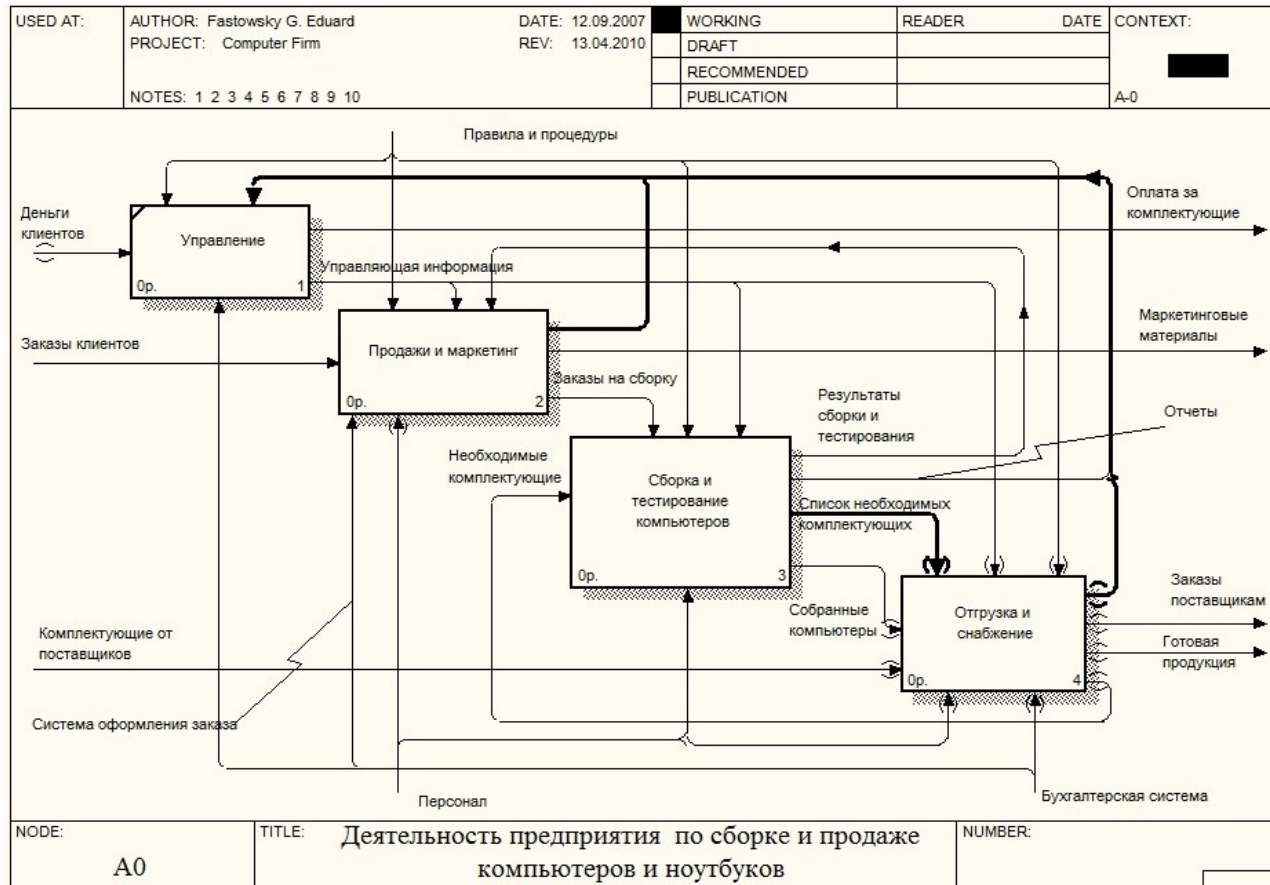 USED AT:
AUTHOR: Fastowsky G. Eduard
DATE: 12.09.2007
PROJECT: Computer Firm
REV: 13.04.2010
NOTES: 1 2 3 4 5 6 7 8 9 10
WORKING
DRAFT
RECOMMENDED
PUBLICATION
READER
DATE
CONTEXT:
A-0
Правила и процедуры
Деньги
клиентов
Управление
0р.
1
Оплата за
комплектующие
Управляющая информация
Заказы клиентов
Продажи и маркетинг
0р.
2
Маркетинговые
материалы
Заказы на сборку
Результаты
сборки и
тестирования
Отчеты
Необходимые
комплектующие
Сборка и
тестирование
компьютеров
0р.
3
Список необходимых
комплектующих
Собранные
компьютеры
Отгрузка и
снабжение
0р.
4
Заказы
поставщикам
Готовая
продукция
Комплектующие от
поставщиков
Система оформления заказа
Персонал
Бухгалтерская система
NODE:
A0
TITLE:
Деятельность предприятия по сборке и продаже
компьютеров и ноутбуков
NUMBER: